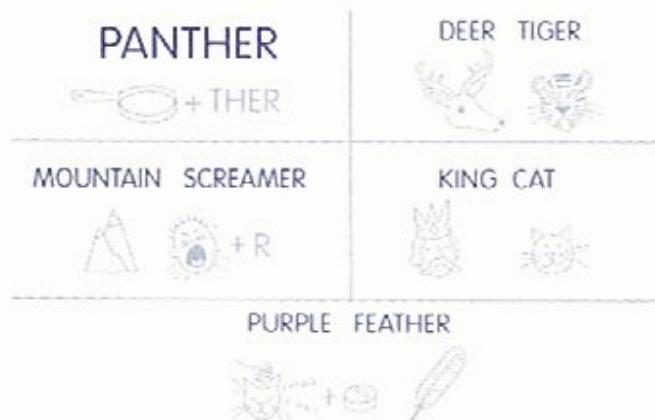 PANTHER
+ THER
DEER TIGER
MOUNTAIN SCREAMER
+ R
KING CAT
PURPLE FEATHER
+